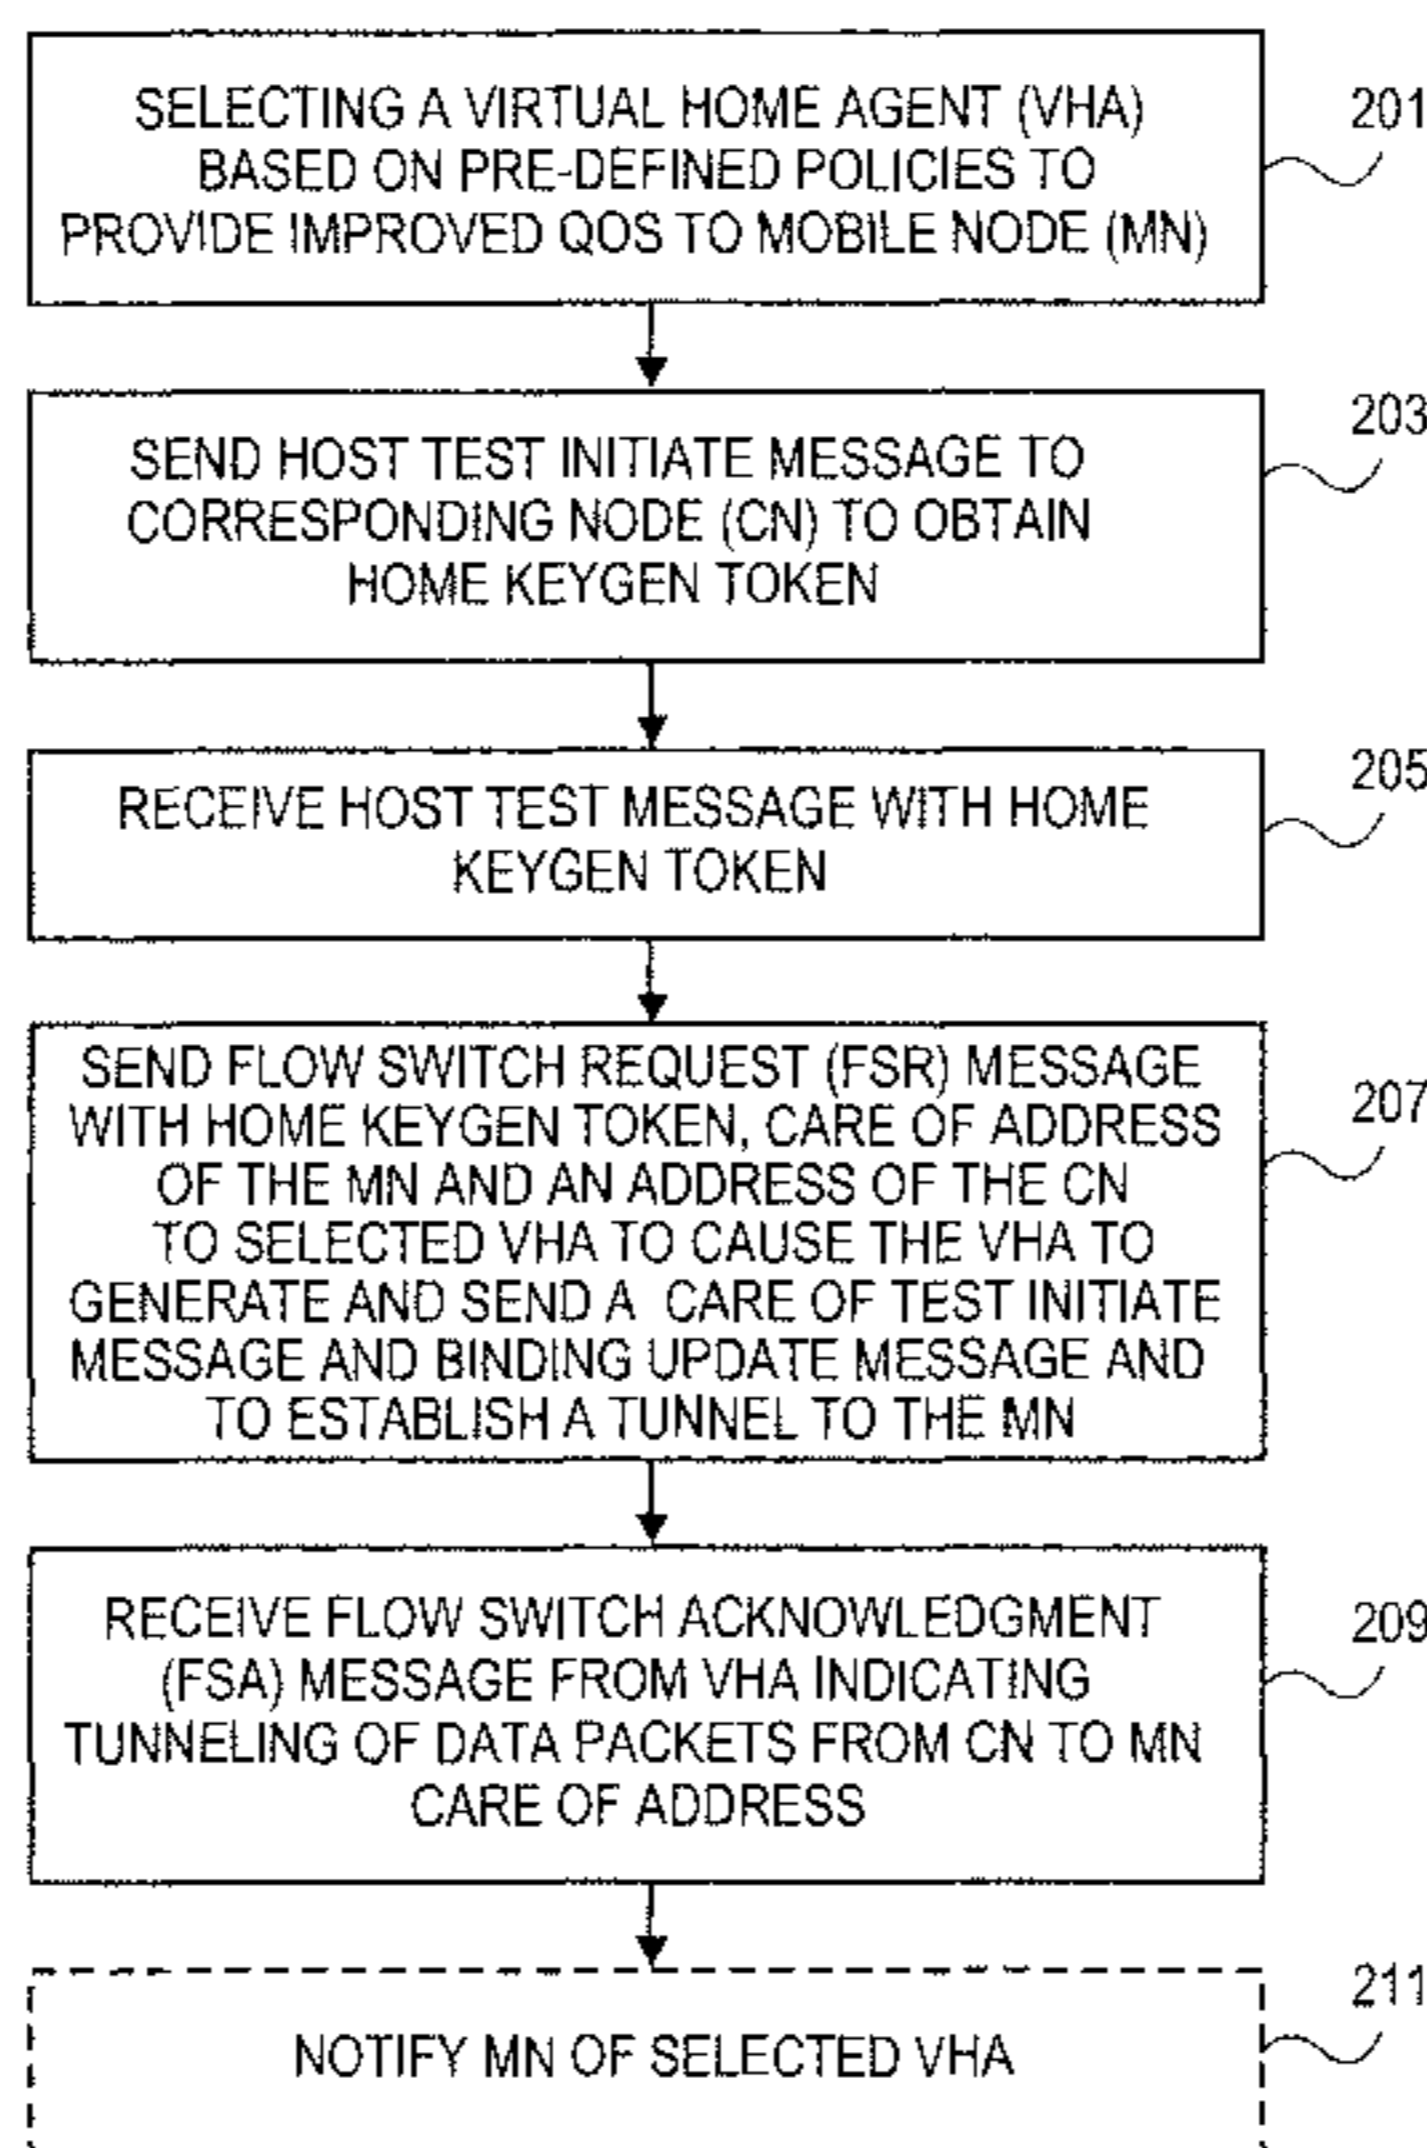 SELECTING A VIRTUAL HOME AGENT (VHA)
BASED ON PRE-DEFINED POLICIES TO
PROVIDE IMPROVED QOS TO MOBILE NODE (MN)
201
SEND HOST TEST INITIATE MESSAGE TO
CORRESPONDING NODE (CN) TO OBTAIN
HOME KEYGEN TOKEN
203
RECEIVE HOST TEST MESSAGE WITH HOME
KEYGEN TOKEN
205
SEND FLOW SWITCH REQUEST (FSR) MESSAGE
WITH HOME KEYGEN TOKEN, CARE OF ADDRESS
OF THE MN AND AN ADDRESS OF THE CN
TO SELECTED VHA TO CAUSE THE VHA TO
GENERATE AND SEND A CARE OF TEST INITIATE
MESSAGE AND BINDING UPDATE MESSAGE AND
TO ESTABLISH A TUNNEL TO THE MN
207
RECEIVE FLOW SWITCH ACKNOWLEDGMENT
(FSA) MESSAGE FROM VHA INDICATING
TUNNELING OF DATA PACKETS FROM CN TO MN
CARE OF ADDRESS
209
NOTIFY MN OF SELECTED VHA
211